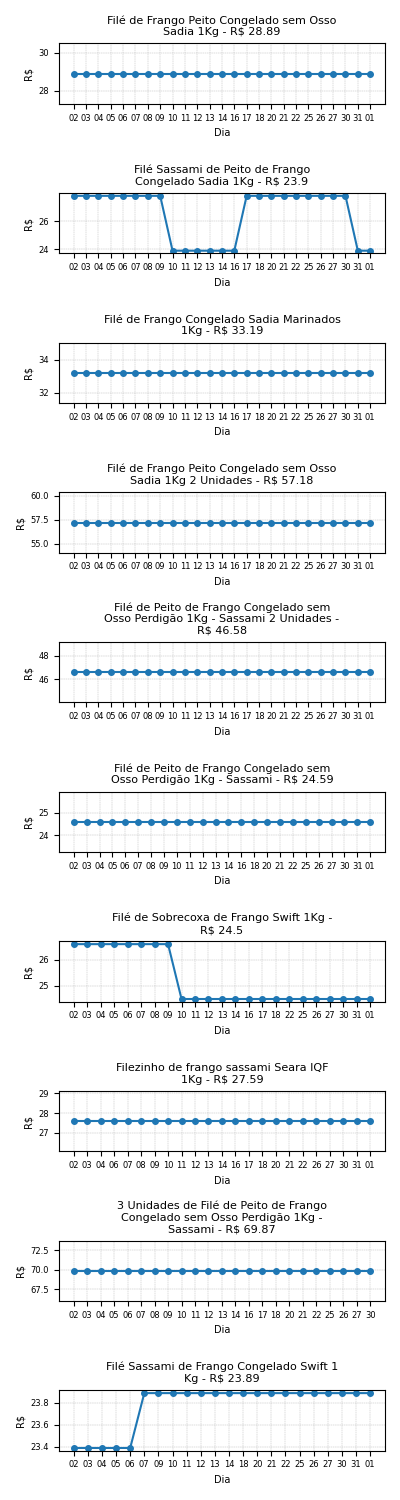 Filé de Frango Peito Congelado sem Osso
Sadia 1Kg - R$ 28.89
30
28
R$
02 03 04 05 06 07 08 09 10 11 12 13 14 16 17 18 20 21 22 25 26 27 30 31 01
Dia
Filé Sassami de Peito de Frango
Congelado Sadia 1Kg - R$ 23.9
26
24
R$
02 03 04 05 06 07 08 09 10 11 12 13 14 16 17 18 20 21 22 25 26 27 30 31 01
Dia
Filé de Frango Congelado Sadia Marinados
1Kg - R$ 33.19
34
32
R$
02 03 04 05 06 07 08 09 10 11 12 13 14 16 17 18 20 21 22 25 26 27 30 31 01
Dia
Filé de Frango Peito Congelado sem Osso
Sadia 1Kg 2 Unidades - R$ 57.18
60.0
57.5
55.0
R$
02 03 04 05 06 07 08 09 10 11 12 13 14 16 17 18 20 21 22 25 26 27 30 31 01
Dia
Filé de Peito de Frango Congelado sem
Osso Perdigão 1Kg - Sassami 2 Unidades -
R$ 46.58
48
46
R$
02 03 04 05 06 07 08 09 10 11 12 13 14 16 17 18 20 21 22 25 26 27 30 31 01
Dia
Filé de Peito de Frango Congelado sem
Osso Perdigão 1Kg - Sassami - R$ 24.59
25
24
R$
02 03 04 05 06 07 08 09 10 11 12 13 14 16 17 18 20 21 22 25 26 27 31 01
Dia
Filé de Sobrecoxa de Frango Swift 1Kg -
R$ 24.5
26
25
R$
02 03 04 05 06 07 08 09 10 11 12 13 14 16 17 18 20 22 25 26 27 30 31 01
Dia
Filezinho de frango sassami Seara IQF
1Kg - R$ 27.59
29
28
27
R$
02 03 04 05 06 07 08 09 10 11 12 13 14 16 17 18 20 21 22 27 30 31 01
Dia
3 Unidades de Filé de Peito de Frango
Congelado sem Osso Perdigão 1Kg -
Sassami - R$ 69.87
72.5
70.0
67.5
R$
02 03 04 05 06 07 08 09 10 11 12 13 14 16 17 18 20 21 22 25 26 27 30
Dia
Filé Sassami de Frango Congelado Swift 1
Kg - R$ 23.89
23.8
23.6
23.4
R$
02 03 04 05 06 07 09 10 11 12 13 14 16 17 18 20 22 25 26 27 30 31 01
Dia